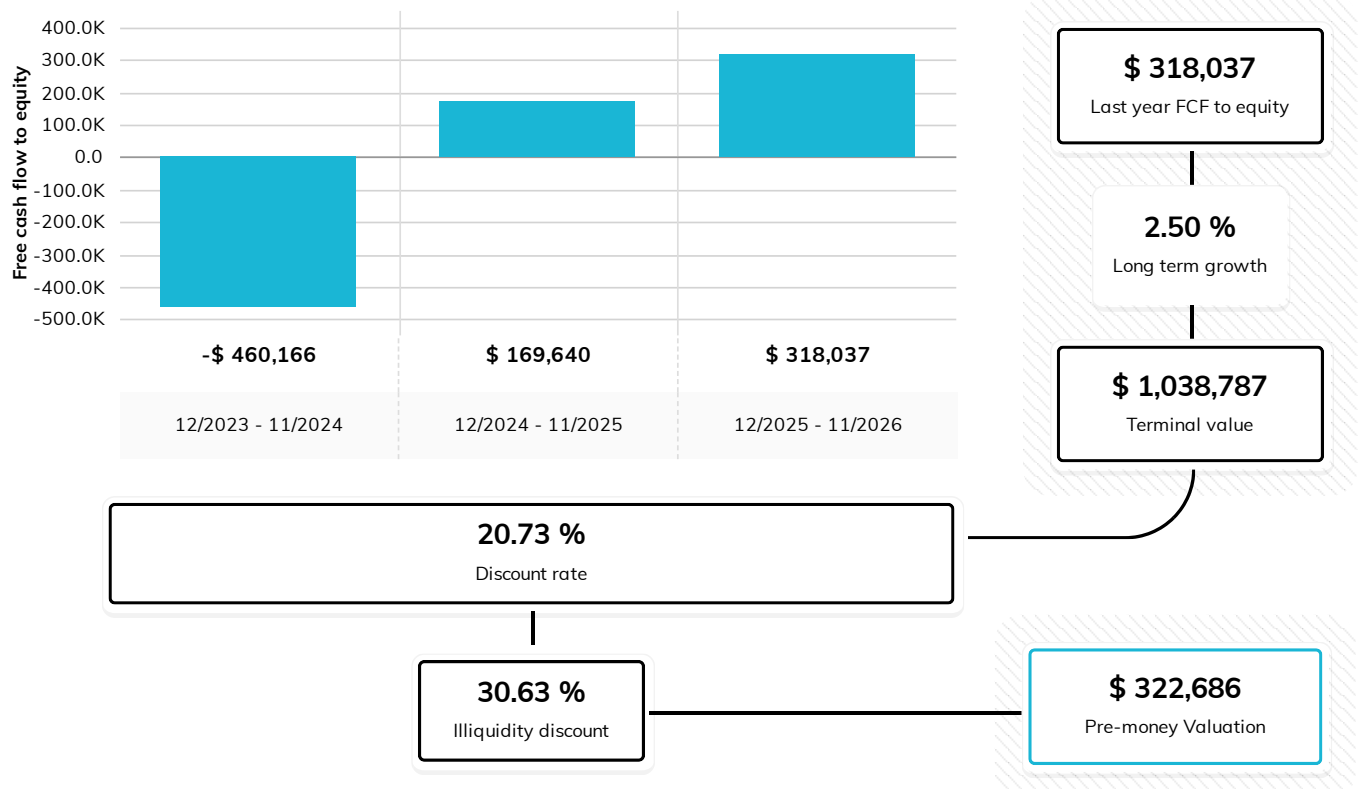 Free cash flow to equity
400.0K
300.0K
200.0K
100.0K
0.0
-100.0K
-200.0K
-300.0K
-400.0K
-500.0K
-$ 460,166
$ 169,640
$ 318,037
12/2023 - 11/2024
12/2024 - 11/2025
12/2025 - 11/2026
$ 318,037
Last year FCF to equity
2.50 %
Long term growth
$ 1,038,787
Terminal value
20.73 %
Discount rate
30.63 %
Illiquidity discount
$ 322,686
Pre-money Valuation